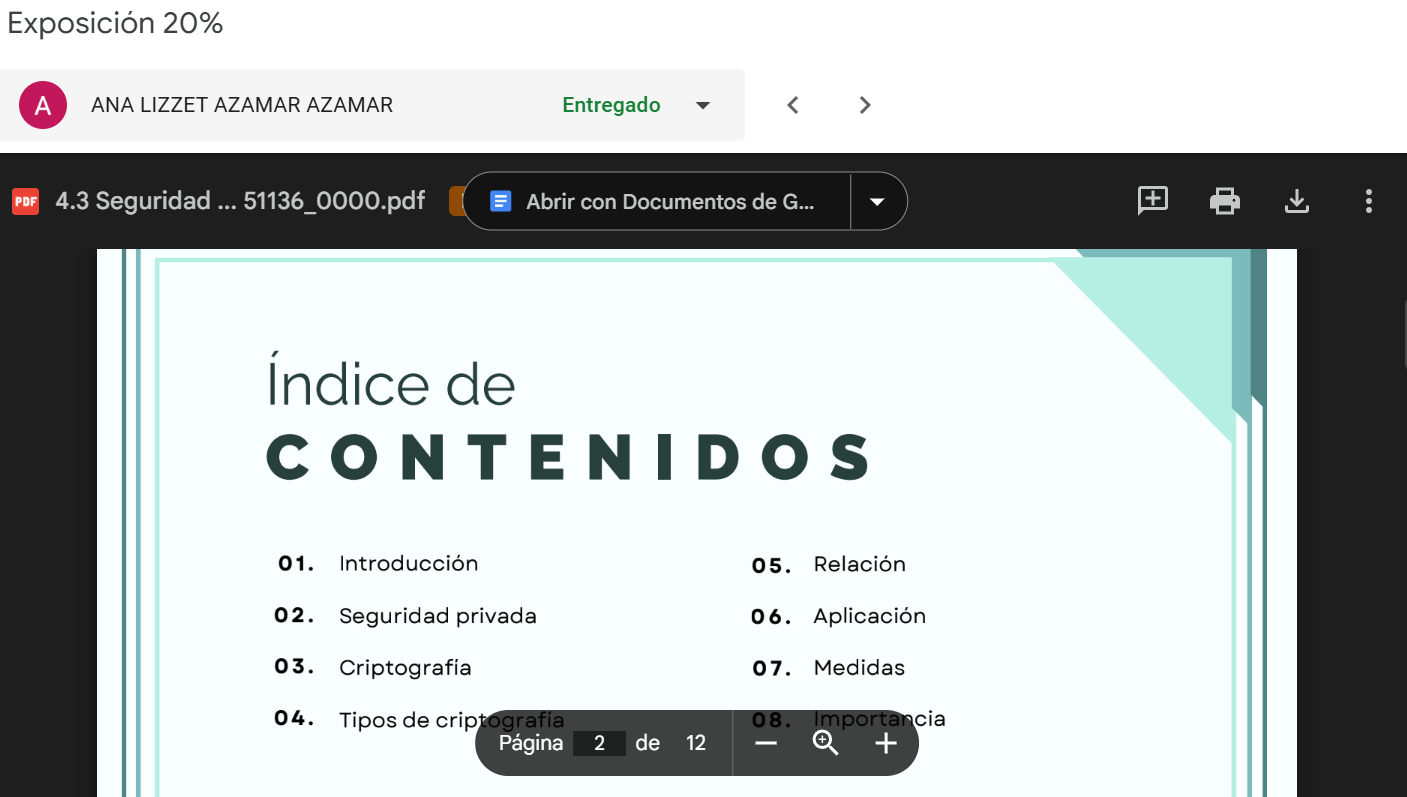 Exposición 20%
A ANA LIZZET AZAMAR AZAMAR Entregado
PDF 4.3 Seguridad ... 51136_0000.pdf Abrir con Documentos de G...
Índice de
CONTENIDOS
01. Introducción
02. Seguridad privada
03. Criptografía
04. Tipos de criptografía
05. Relación
06. Aplicación
07. Medidas
08. Importancia
Página 2 de 12